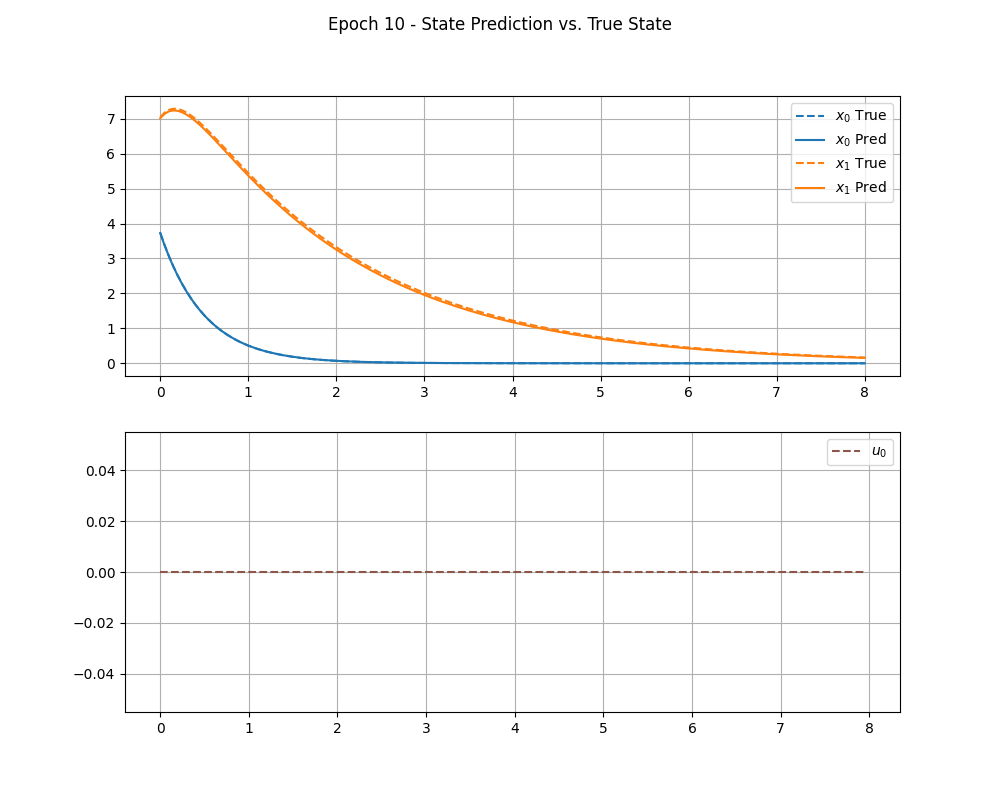 Epoch 10 - State Prediction vs. True State
7
6
5
4
3
2
1
0
x₀ True
x₀ Pred
x₁ True
x₁ Pred
0 1 2 3 4 5 6 7 8
0.04
0.02
0.00
−0.02
−0.04
u₀
0 1 2 3 4 5 6 7 8